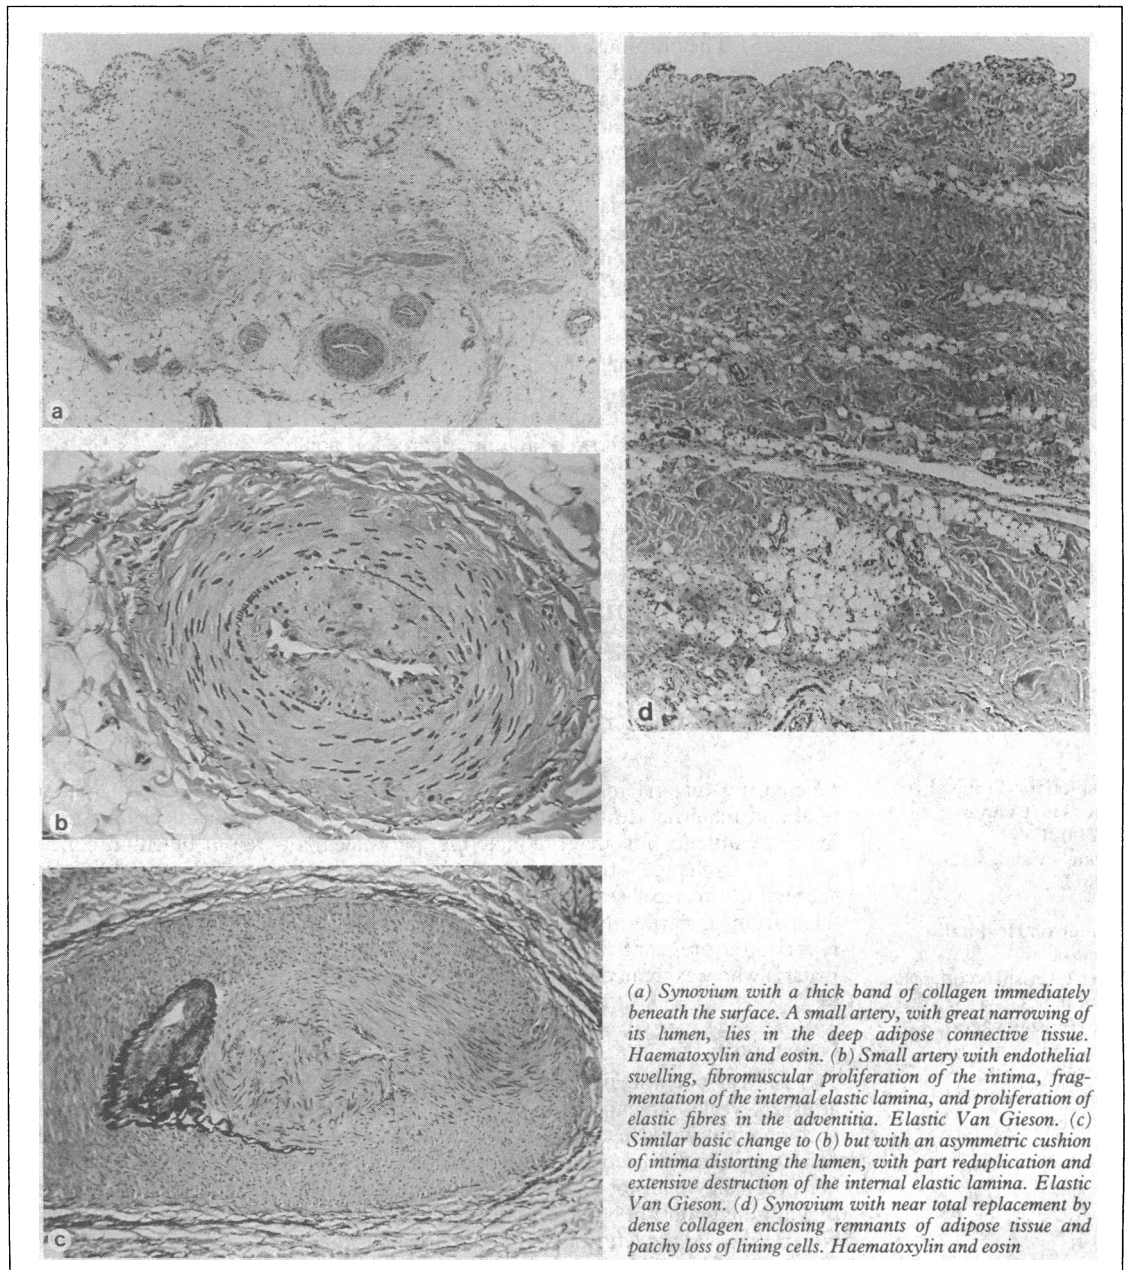 a
b
c
d
(a) Synovium with a thick band of collagen immediately
beneath the surface. A small artery, with great narrowing of
its lumen, lies in the deep adipose connective tissue.
Haematoxylin and eosin. (b) Small artery with endothelial
swelling, fibromuscular proliferation of the intima, frag-
mentation of the internal elastic lamina, and proliferation of
elastic fibres in the adventitia. Elastic Van Gieson. (c)
Similar basic change to (b) but with an asymmetric cushion
of intima distorting the lumen, with part reduplication and
extensive destruction of the internal elastic lamina. Elastic
Van Gieson. (d) Synovium with near total replacement by
dense collagen enclosing remnants of adipose tissue and
patchy loss of lining cells. Haematoxylin and eosin